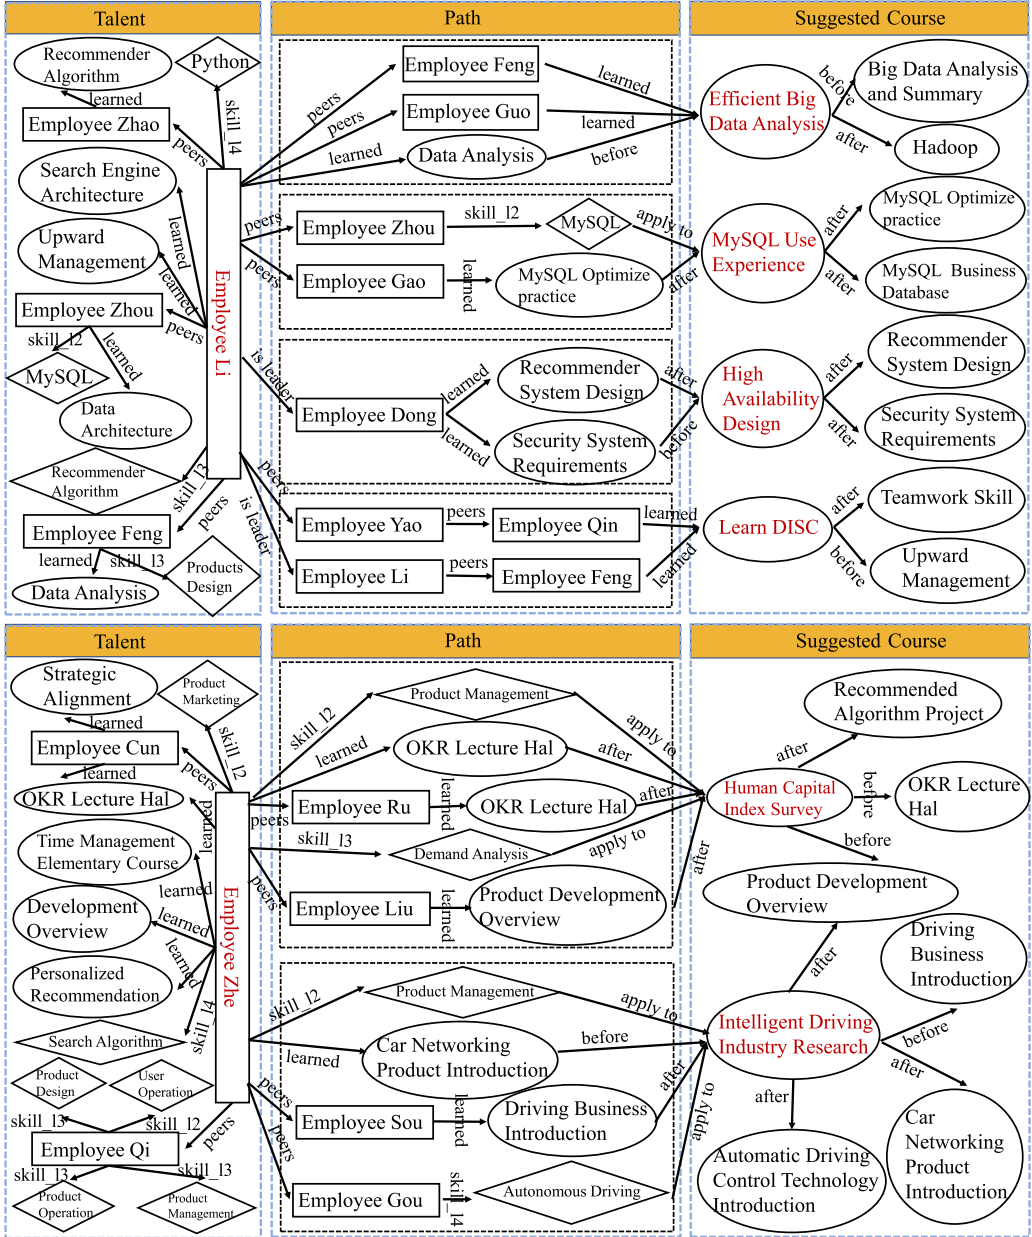 Talent
Path
Suggested Course
Recommender
Algorithm
Python
learned
skill_l4
Employee Zhao
peers
Search Engine
Architecture
learned
Upward
Management
learned
Employee Zhou
peers
skill_l2
learned
MySQL
Data
Architecture
Recommender
Algorithm
skill_l3
Employee Feng
peers
learned
skill_l3
Products
Design
Data Analysis
Employee Li
peers
Employee Feng
learned
peers
Employee Guo
learned
learned
Data Analysis
before
peers
Employee Zhou
skill_l2
MySQL
apply to
peers
Employee Gao
learned
MySQL Optimize
practice
after
is leader
Employee Dong
learned
Recommender
System Design
after
learned
Security System
Requirements
before
peers
Employee Yao
peers
Employee Qin
learned
is leader
Employee Li
peers
Employee Feng
learned
Efficient Big
Data Analysis
before
Big Data Analysis
and Summary
after
Hadoop
MySQL Use
Experience
after
MySQL Optimize
practice
after
MySQL Business
Database
High
Availability
Design
after
Recommender
System Design
after
Security System
Requirements
Learn DISC
after
Teamwork Skill
before
Upward
Management
Talent
Path
Suggested Course
Strategic
Alignment
Product
Marketing
learned
skill_l2
Employee Cun
peers
learned
OKR Lecture Hal
learned
Time Management
Elementary Course
learned
Development
Overview
learned
Personalized
Recommendation
learned
Search Algorithm
skill_l4
Product
Design
User
Operation
skill_l3
skill_l2
peers
Employee Qi
skill_l3
skill_l3
Product
Operation
Product
Management
Employee Zhe
skill_l2
Product Management
apply to
learned
OKR Lecture Hal
after
peers
Employee Ru
learned
OKR Lecture Hal
after
skill_l3
Demand Analysis
apply to
peers
Employee Liu
learned
Product Development
Overview
after
skill_l2
Product Management
apply to
learned
Car Networking
Product Introduction
before
peers
Employee Sou
learned
Driving Business
Introduction
after
peers
Employee Gou
skill_l4
Autonomous Driving
apply to
Human Capital
Index Survey
after
Recommended
Algorithm Project
before
OKR Lecture
Hal
before
Product Development
Overview
after
Intelligent Driving
Industry Research
before
Driving
Business
Introduction
after
Car
Networking
Product
Introduction
after
Automatic Driving
Control Technology
Introduction